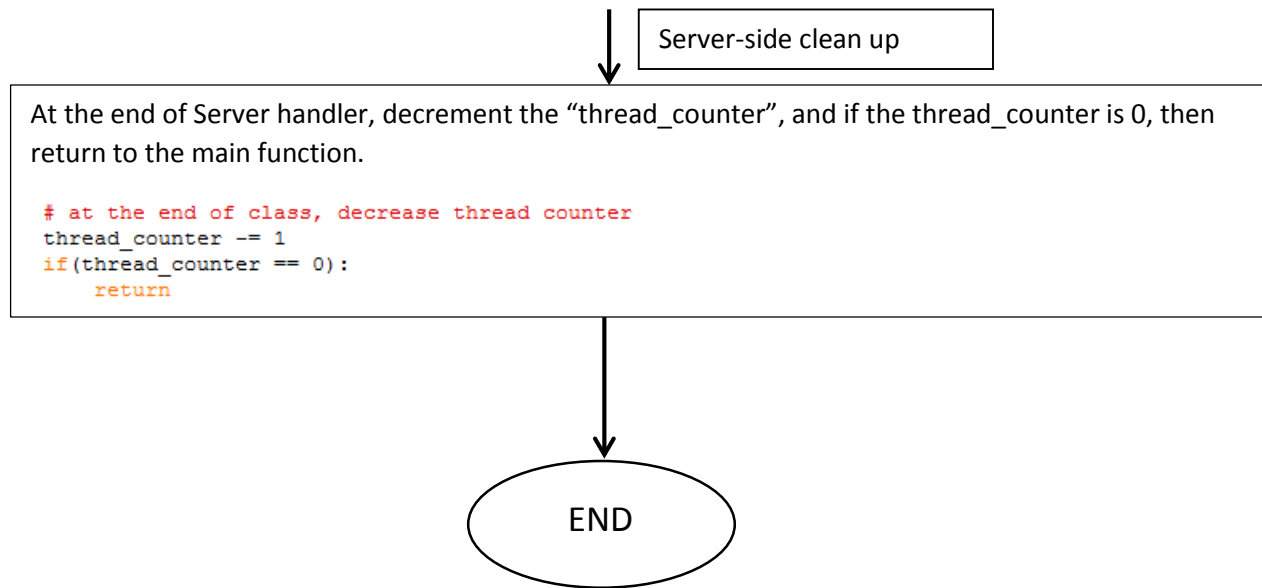 Server-side clean up
At the end of Server handler, decrement the “thread_counter”, and if the thread_counter is 0, then
return to the main function.
# at the end of class, decrease thread counter
thread_counter -= 1
if(thread_counter == 0):
    return
END